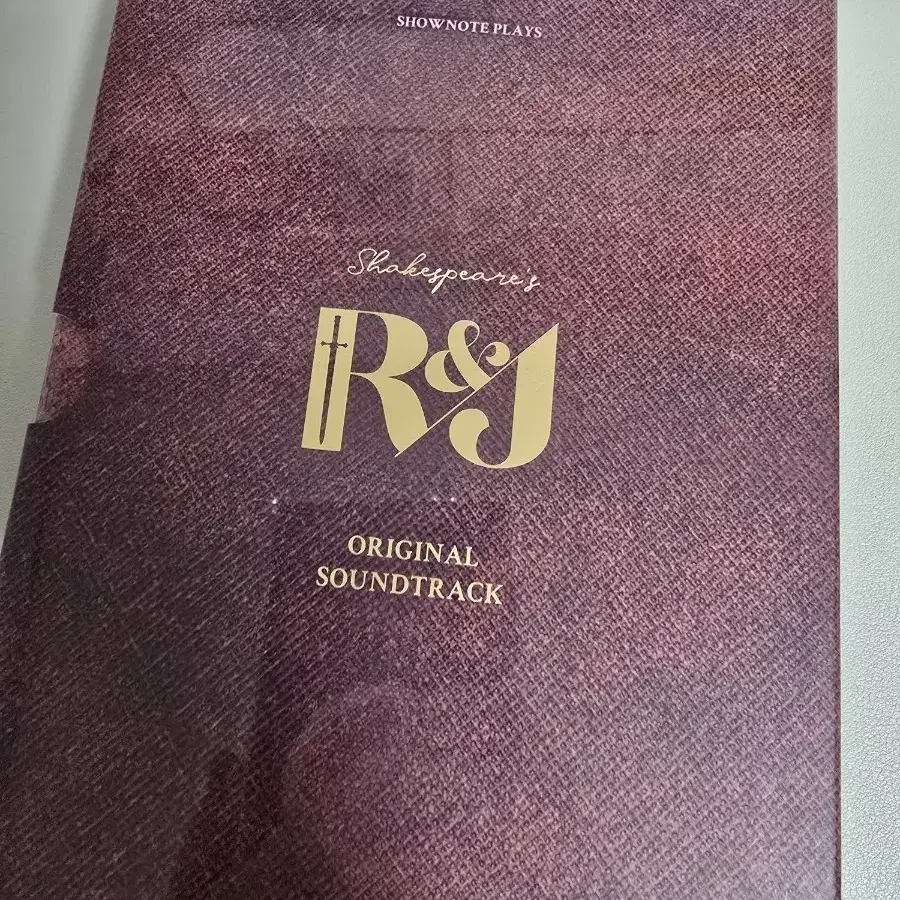 SHOWNOTE PLAYS
Shakespeare's
R&J
ORIGINAL
SOUNDTRACK